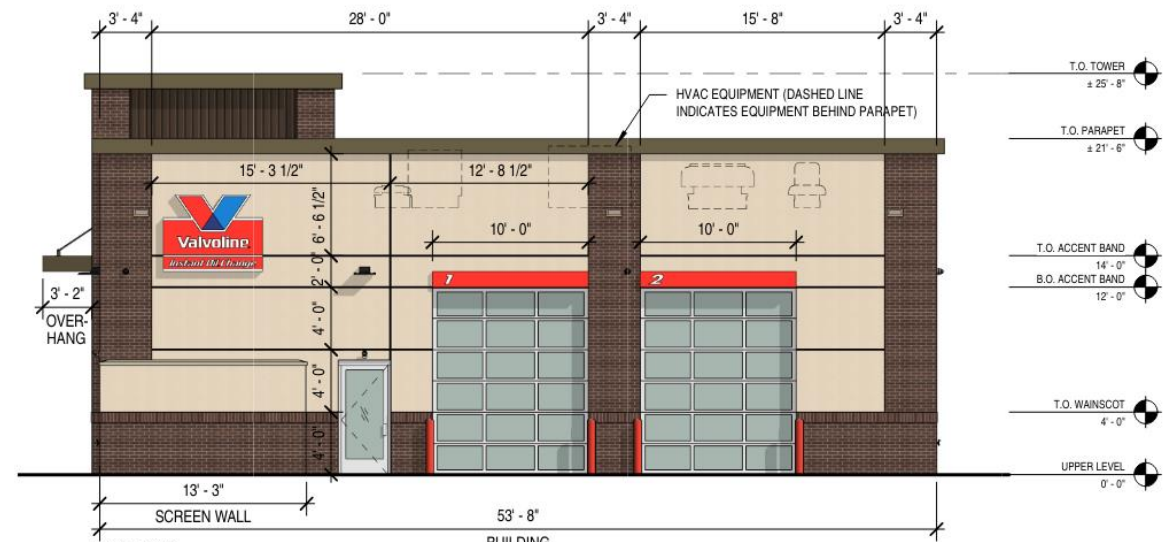 3' - 4"
28' - 0"
3' - 4"
15' - 8"
3' - 4"
T.O. TOWER
± 25' - 8"
HVAC EQUIPMENT (DASHED LINE
INDICATES EQUIPMENT BEHIND PARAPET)
T.O. PARAPET
± 21' - 6"
15' - 3 1/2"
12' - 8 1/2"
6' - 6 1/2"
Valvoline
Instant Oil Change
10' - 0"
10' - 0"
T.O. ACCENT BAND
14' - 0"
2' - 0"
1
2
B.O. ACCENT BAND
12' - 0"
3' - 2"
OVER-
HANG
4' - 0"
4' - 0"
T.O. WAINSCOT
4' - 0"
4' - 0"
UPPER LEVEL
0' - 0"
13' - 3"
SCREEN WALL
53' - 8"
BUILDING